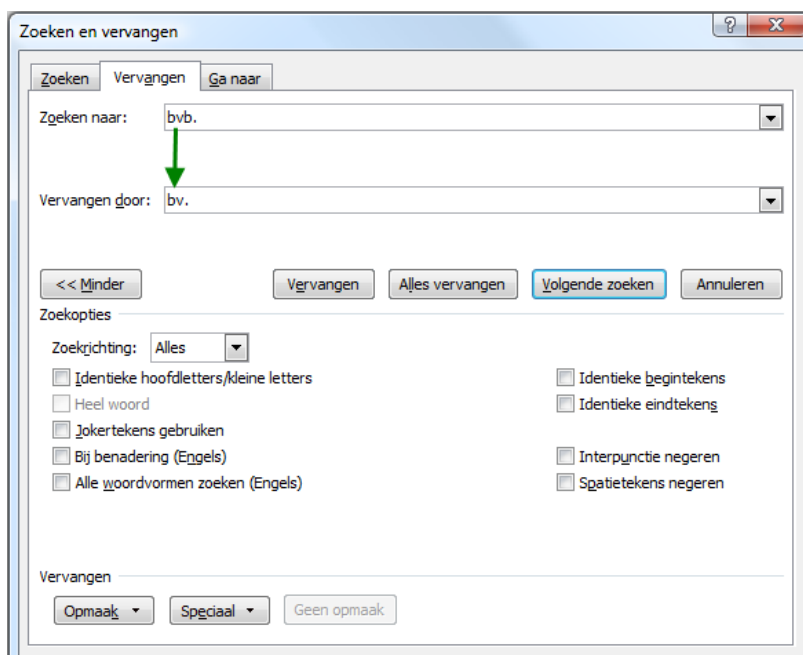 Zoeken en vervangen
Zoeken Vervangen Ga naar
Zoeken naar: bvb.
Vervangen door: bv.
<< Minder Vervangen Alles vervangen Volgende zoeken Annuleren
Zoekopties
Zoekrichting: Alles
Identieke hoofdletters/kleine letters Identieke begintekens
Heel woord Identieke eindtekens
Jokertekens gebruiken
Bij benadering (Engels) Interpunctie negeren
Alle woordvormen zoeken (Engels) Spatietekens negeren
Vervangen
Opmaak Speciaal Geen opmaak